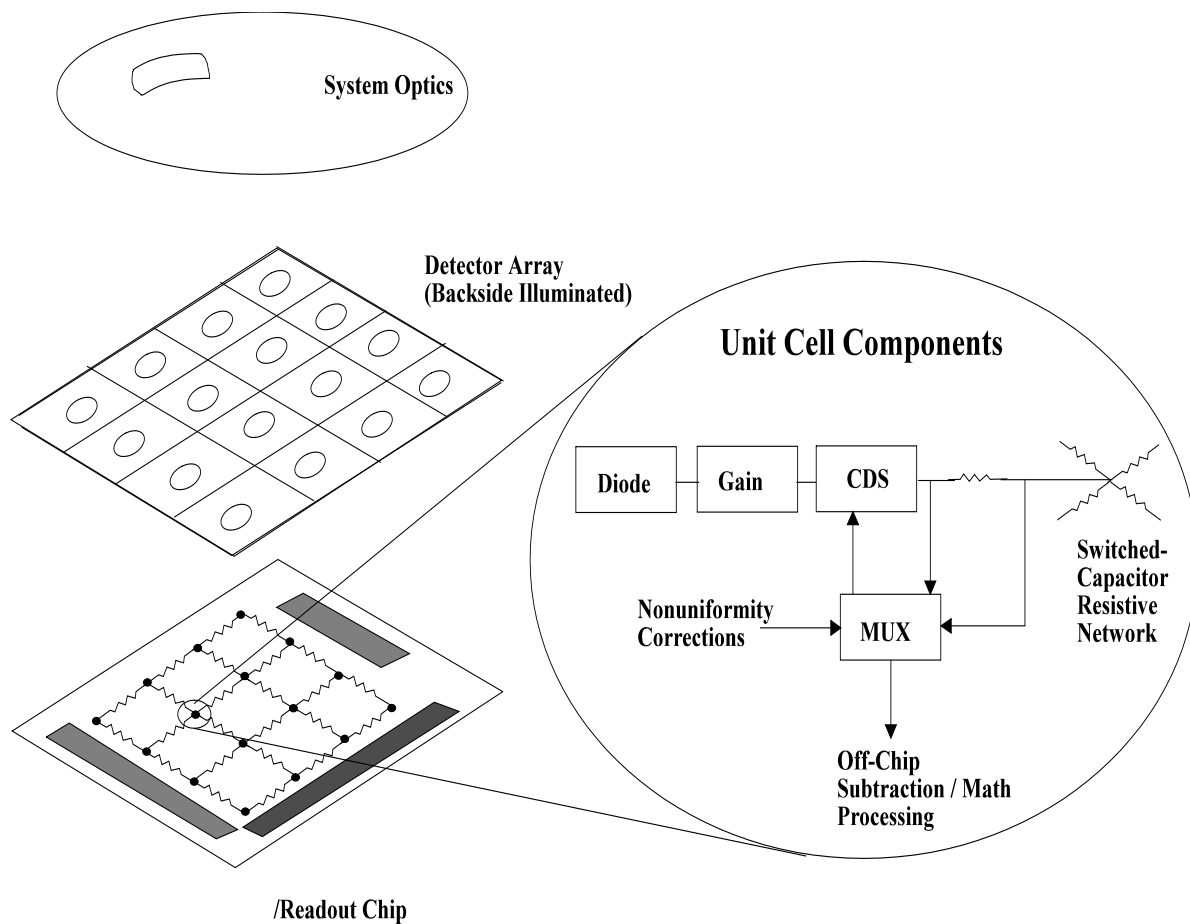 System Optics
Detector Array
(Backside Illuminated)
Unit Cell Components
Diode
Gain
CDS
Switched-
Capacitor
Resistive
Network
Nonuniformity
Corrections
MUX
Off-Chip
Subtraction / Math
Processing
/Readout Chip